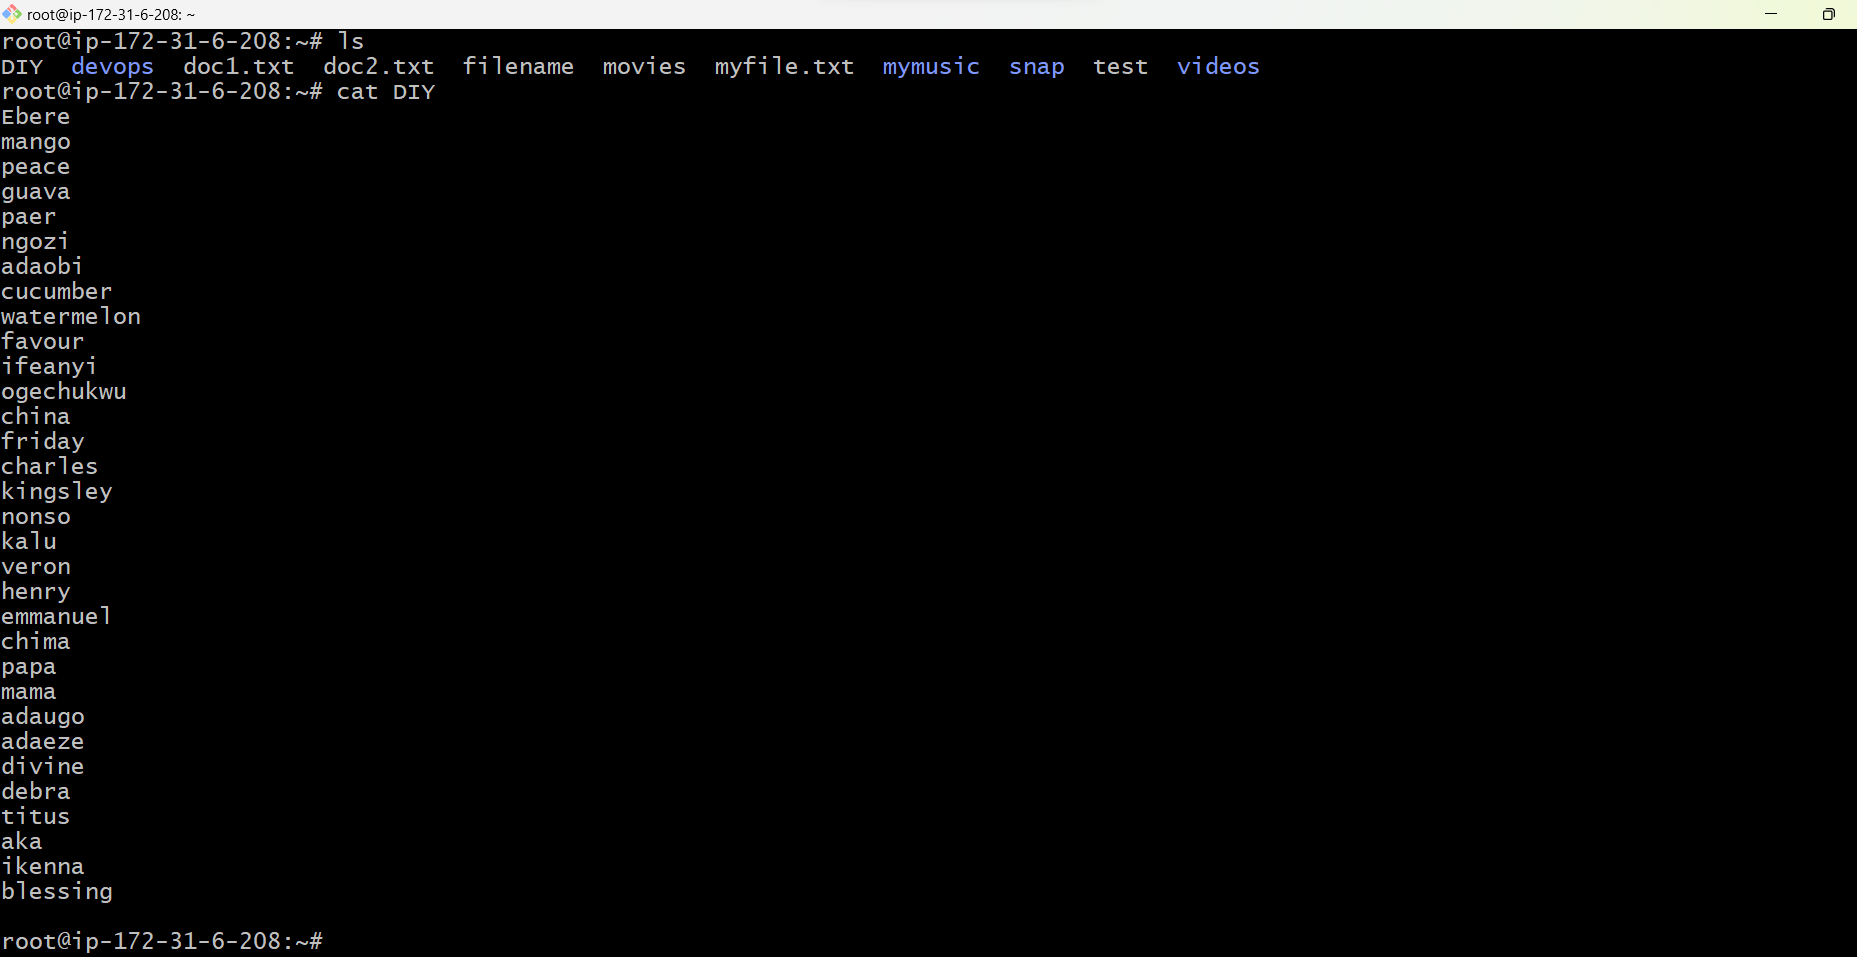 root@ip-172-31-6-208: ~
root@ip-172-31-6-208:~# ls
DIY  devops  doc1.txt  doc2.txt  filename  movies  myfile.txt  mymusic  snap  test  videos
root@ip-172-31-6-208:~# cat DIY
Ebere
mango
peace
guava
paer
ngozi
adaobi
cucumber
watermelon
favour
ifeanyi
ogechukwu
china
friday
charles
kingsley
nonso
kalu
veron
henry
emmanuel
chima
papa
mama
adaugo
adaeze
divine
debra
titus
aka
ikenna
blessing
root@ip-172-31-6-208:~#